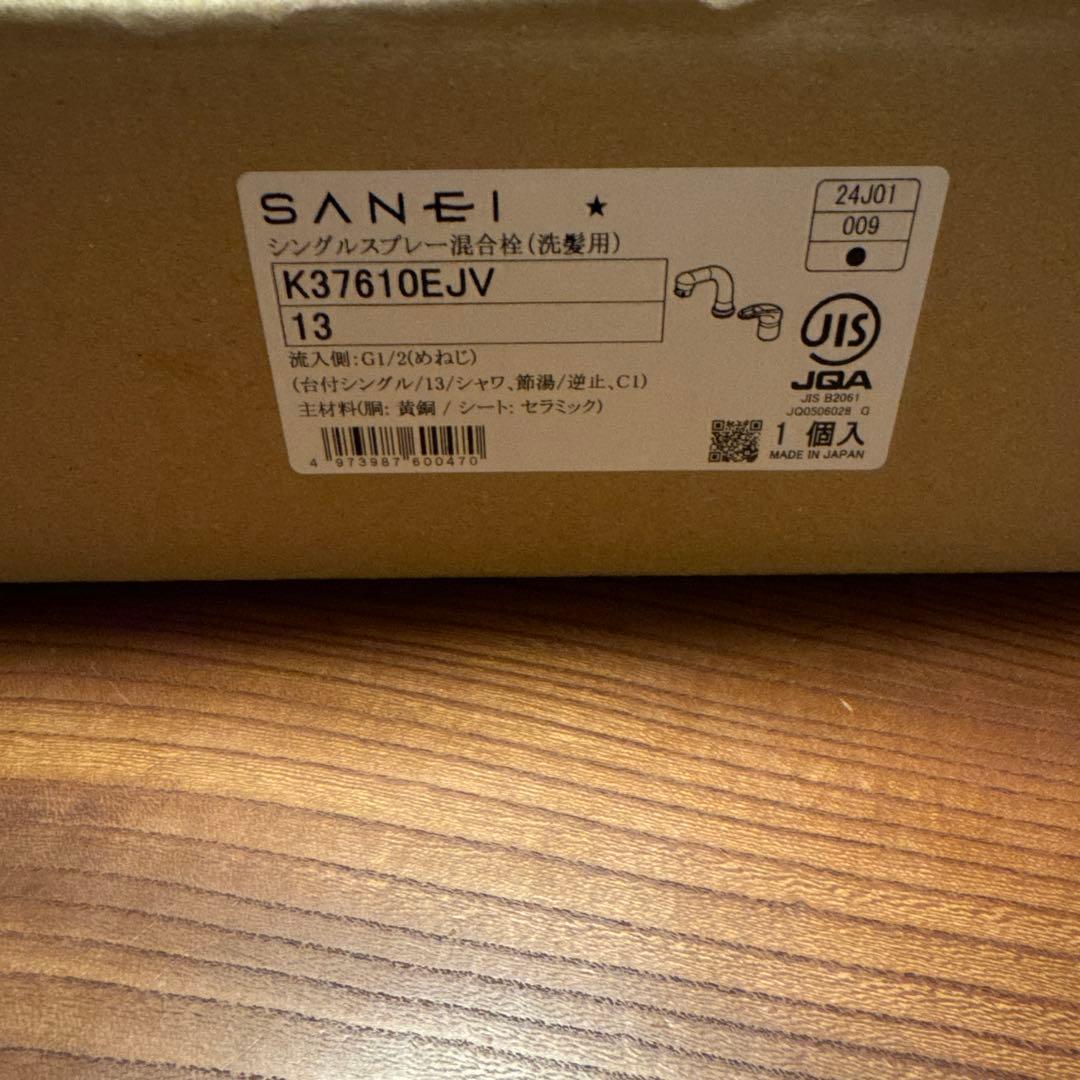 SANEI ★
シングルスプレー混合栓(洗髪用)
K37610EJV
13
流入側:G1/2(めねじ)
(台付シングル/13/シャワ、節湯/逆止、C1)
主材料(胴: 黄銅 / シート: セラミック)
4 973987 600470
24J01
009
●
JIS
JQA
JIS B2061
JQ0506028 G
1 個入
MADE IN JAPAN